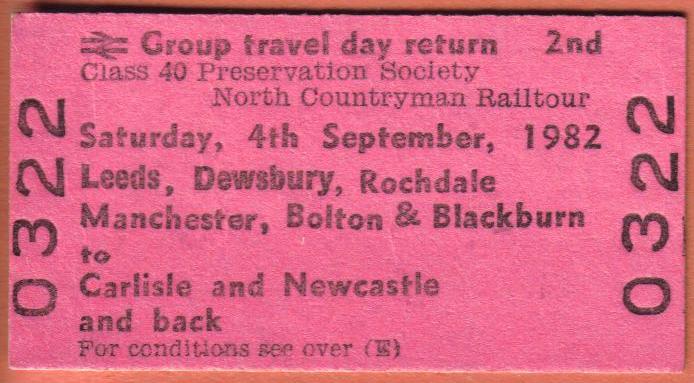 Group travel day return 2nd
Class 40 Preservation Society
North Countryman Railtour
Saturday, 4th September, 1982
Leeds, Dewsbury, Rochdale
Manchester, Bolton & Blackburn
to
Carlisle and Newcastle
and back
For conditions see over (E)
0322
0322